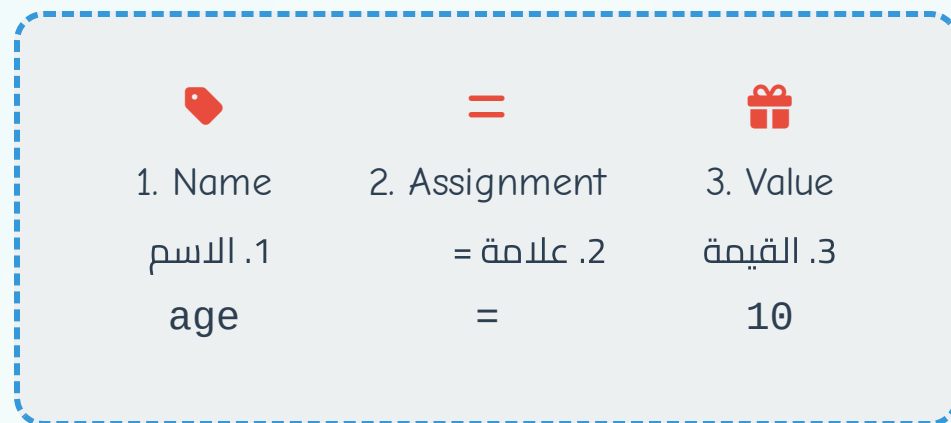 1. Name
2. Assignment
3. Value
1. الاسم
2. علامة =
3. القيمة
age
=
10